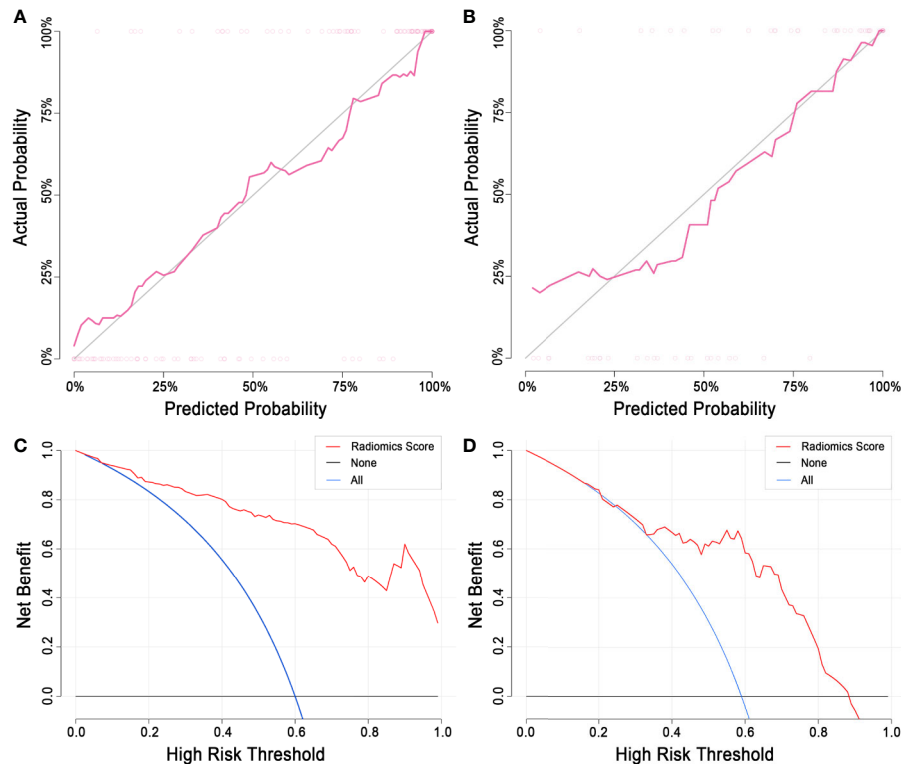 A
B
Actual Probability
100%
75%
50%
25%
0%
0%
25%
50%
75%
100%
Predicted Probability
Actual Probability
100%
75%
50%
25%
0%
0%
25%
50%
75%
100%
Predicted Probability
C
D
Radiomics Score
None
All
Net Benefit
1.0
0.8
0.6
0.4
0.2
0.0
0.0
0.2
0.4
0.6
0.8
1.0
High Risk Threshold
Radiomics Score
None
All
Net Benefit
1.0
0.8
0.6
0.4
0.2
0.0
0.0
0.2
0.4
0.6
0.8
1.0
High Risk Threshold